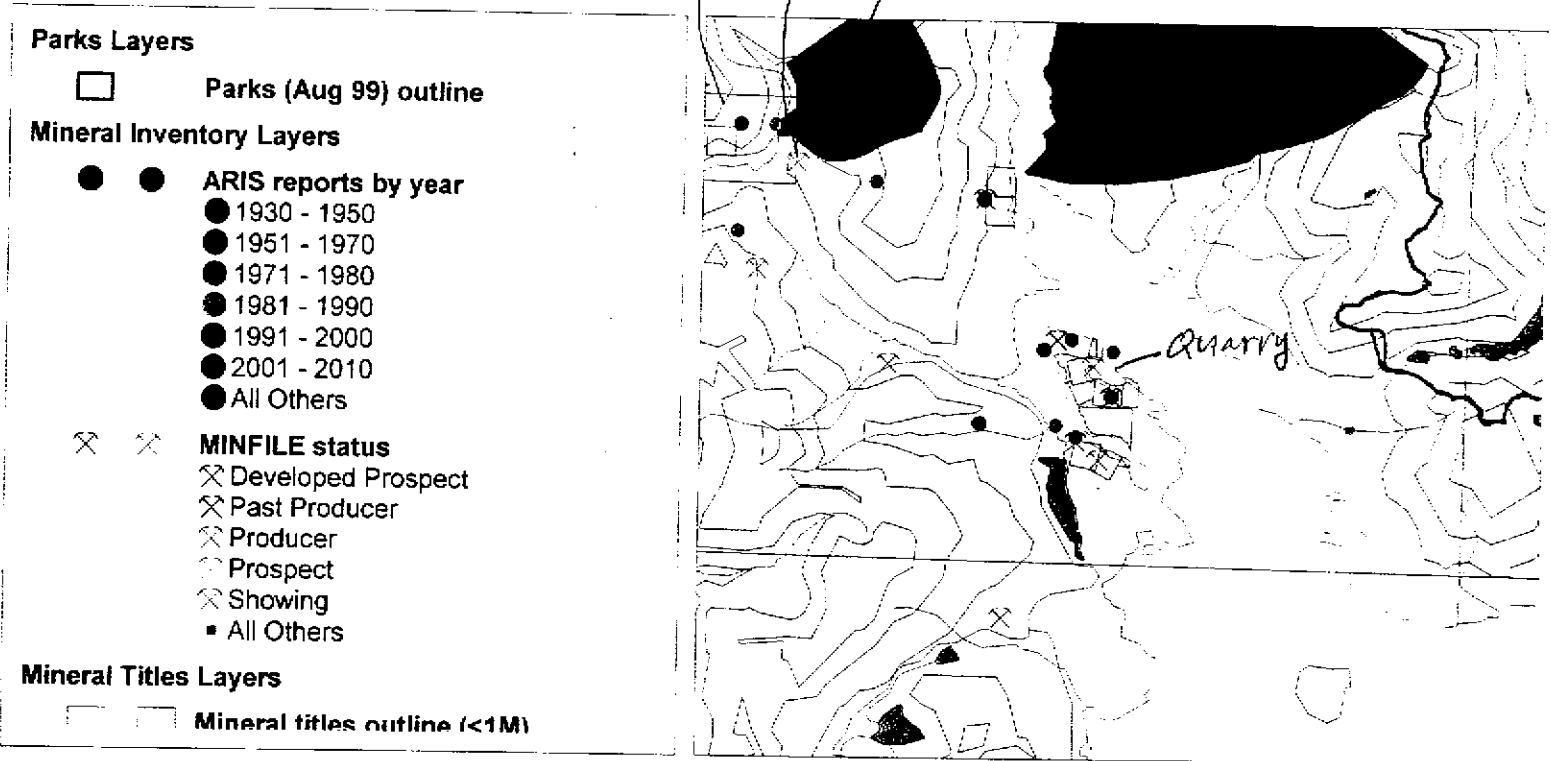 Parks Layers
Parks (Aug 99) outline
Mineral Inventory Layers
ARIS reports by year
1930 - 1950
1951 - 1970
1971 - 1980
1981 - 1990
1991 - 2000
2001 - 2010
All Others
MINFILE status
Developed Prospect
Past Producer
Producer
Prospect
Showing
All Others
Mineral Titles Layers
Mineral titles outline (<1M)
Quarry